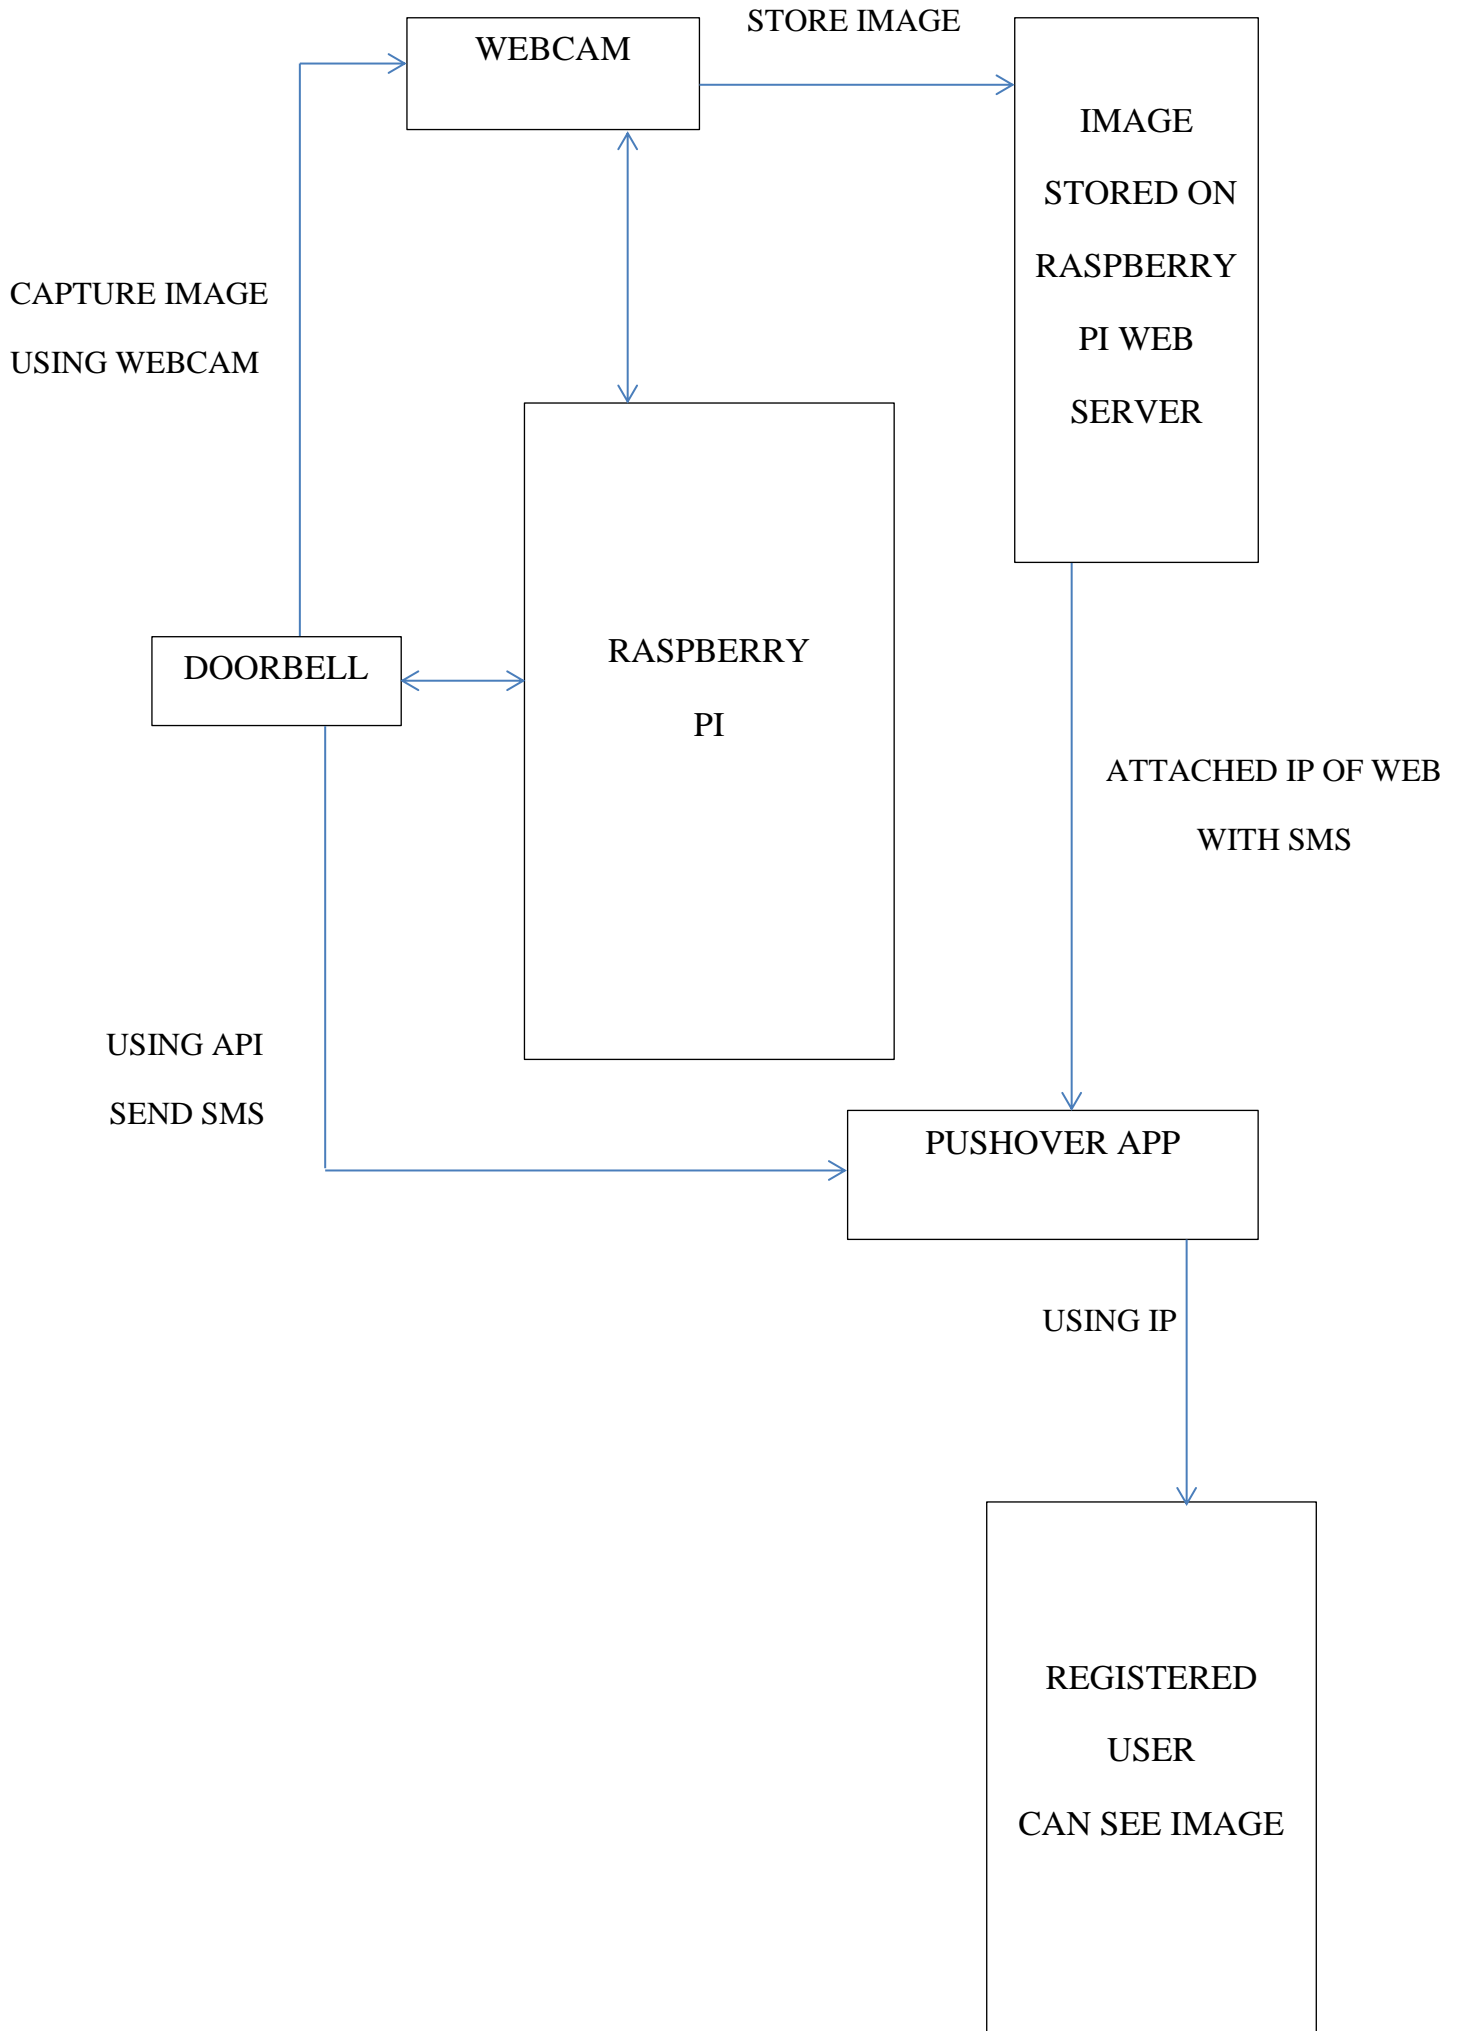 STORE IMAGE
WEBCAM
IMAGE
STORED ON
RASPBERRY
PI WEB
SERVER
CAPTURE IMAGE
USING WEBCAM
DOORBELL
RASPBERRY
PI
ATTACHED IP OF WEB
WITH SMS
USING API
SEND SMS
PUSHOVER APP
USING IP
REGISTERED
USER
CAN SEE IMAGE